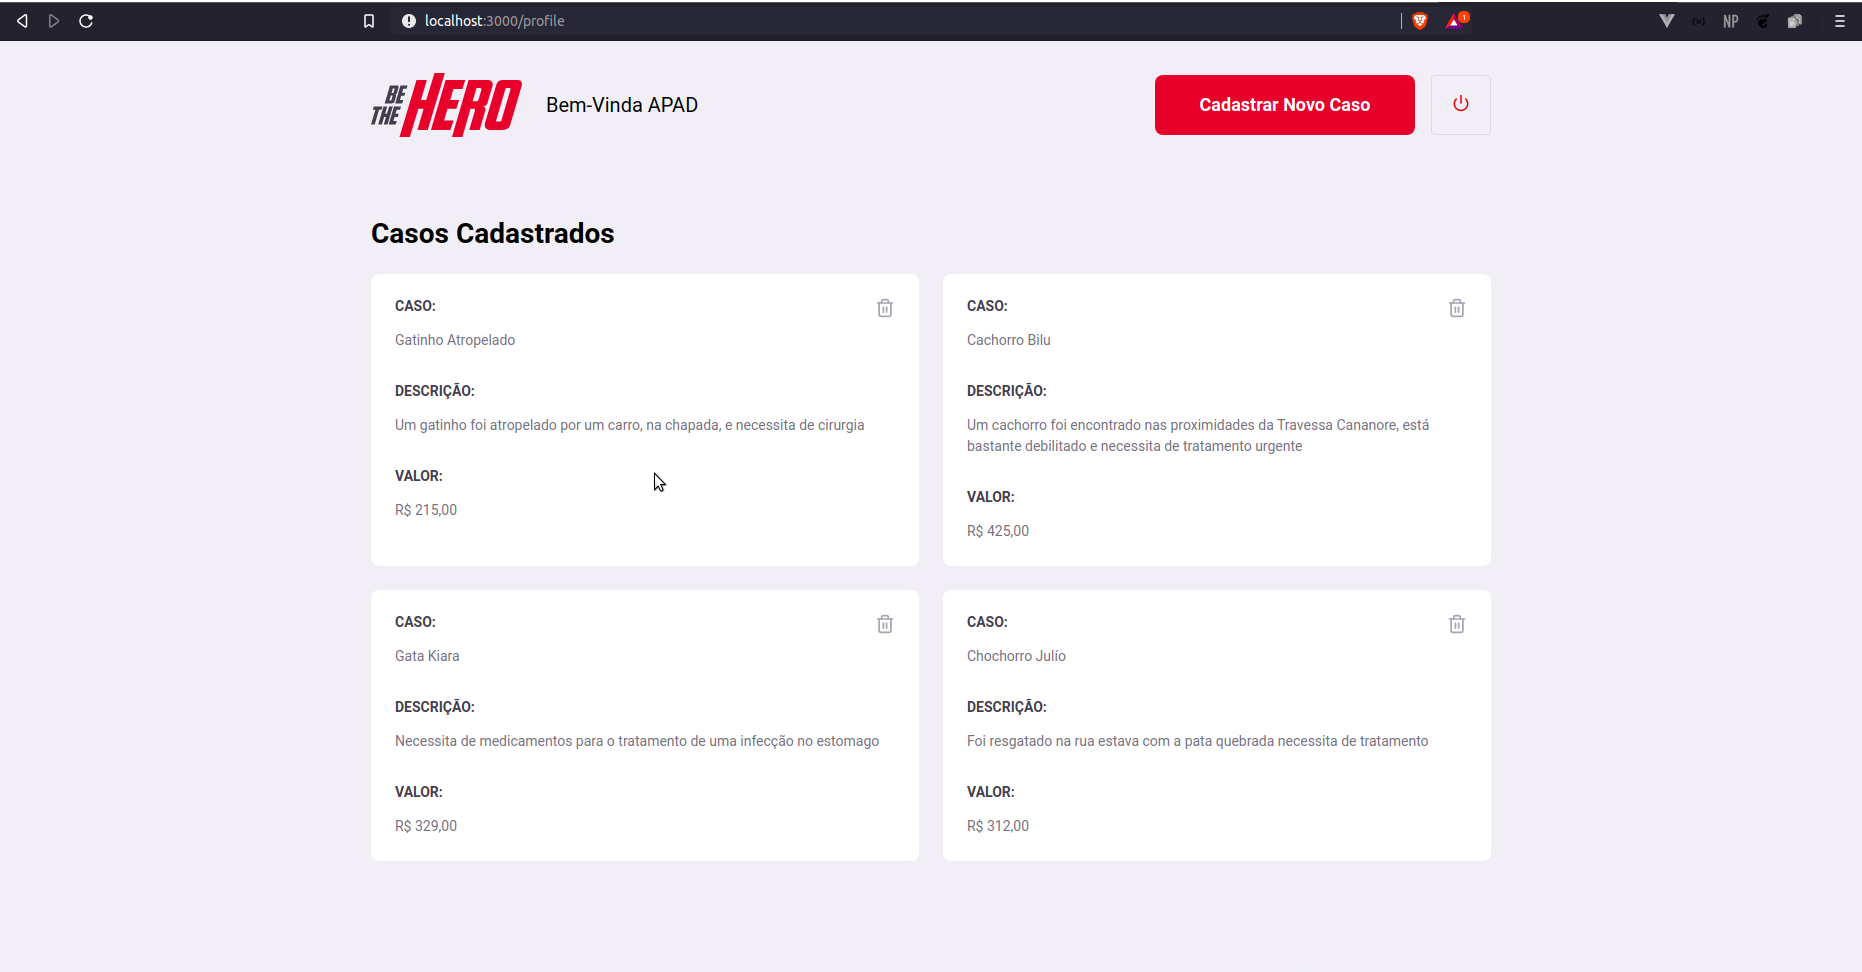 localhost:3000/profile
1
NP
BE
THE
HERO
Bem-Vinda APAD
Cadastrar Novo Caso
Casos Cadastrados
CASO:
Gatinho Atropelado
DESCRIÇÃO:
Um gatinho foi atropelado por um carro, na chapada, e necessita de cirurgia
VALOR:
R$ 215,00
CASO:
Cachorro Bilu
DESCRIÇÃO:
Um cachorro foi encontrado nas proximidades da Travessa Cananore, está
bastante debilitado e necessita de tratamento urgente
VALOR:
R$ 425,00
CASO:
Gata Kiara
DESCRIÇÃO:
Necessita de medicamentos para o tratamento de uma infecção no estomago
VALOR:
R$ 329,00
CASO:
Chochorro Julío
DESCRIÇÃO:
Foi resgatado na rua estava com a pata quebrada necessita de tratamento
VALOR:
R$ 312,00